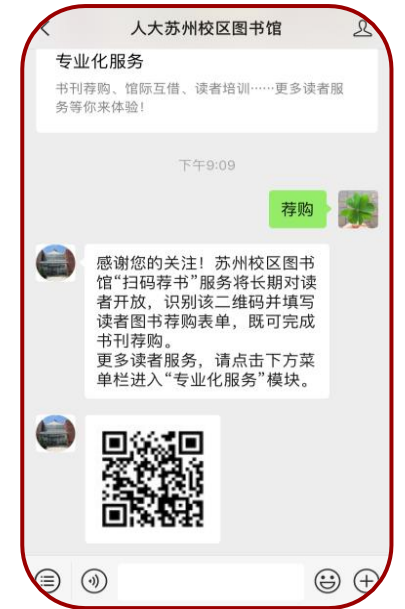 人大苏州校区图书馆
专业化服务
书刊荐购、馆际互借、读者培训……更多读者服
务等你来体验！
下午9:09
荐购
感谢您的关注！苏州校区图书
馆“扫码荐书”服务将长期对读
者开放，识别该二维码并填写
读者图书荐购表单，既可完成
书刊荐购。
更多读者服务，请点击下方菜
单栏进入“专业化服务”模块。